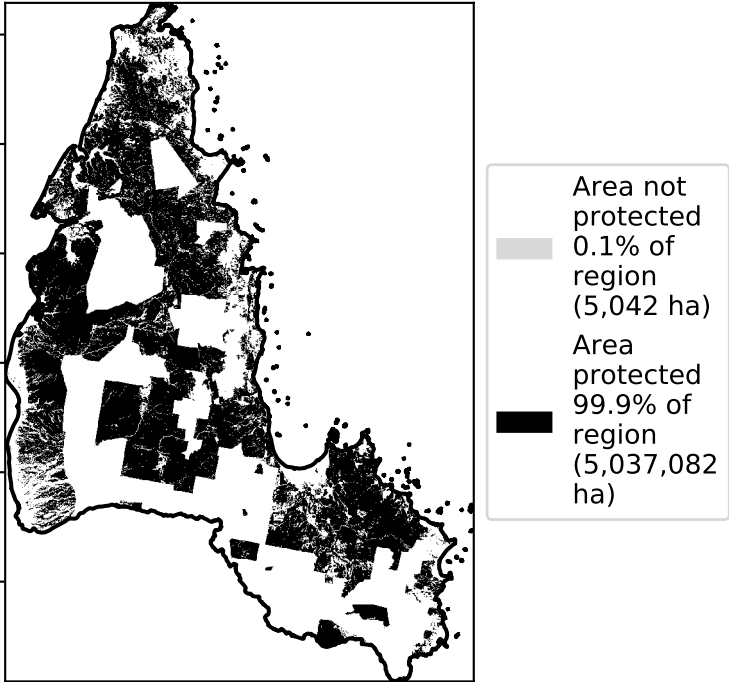 Area not
protected
0.1% of
region
(5,042 ha)
Area
protected
99.9% of
region
(5,037,082
ha)